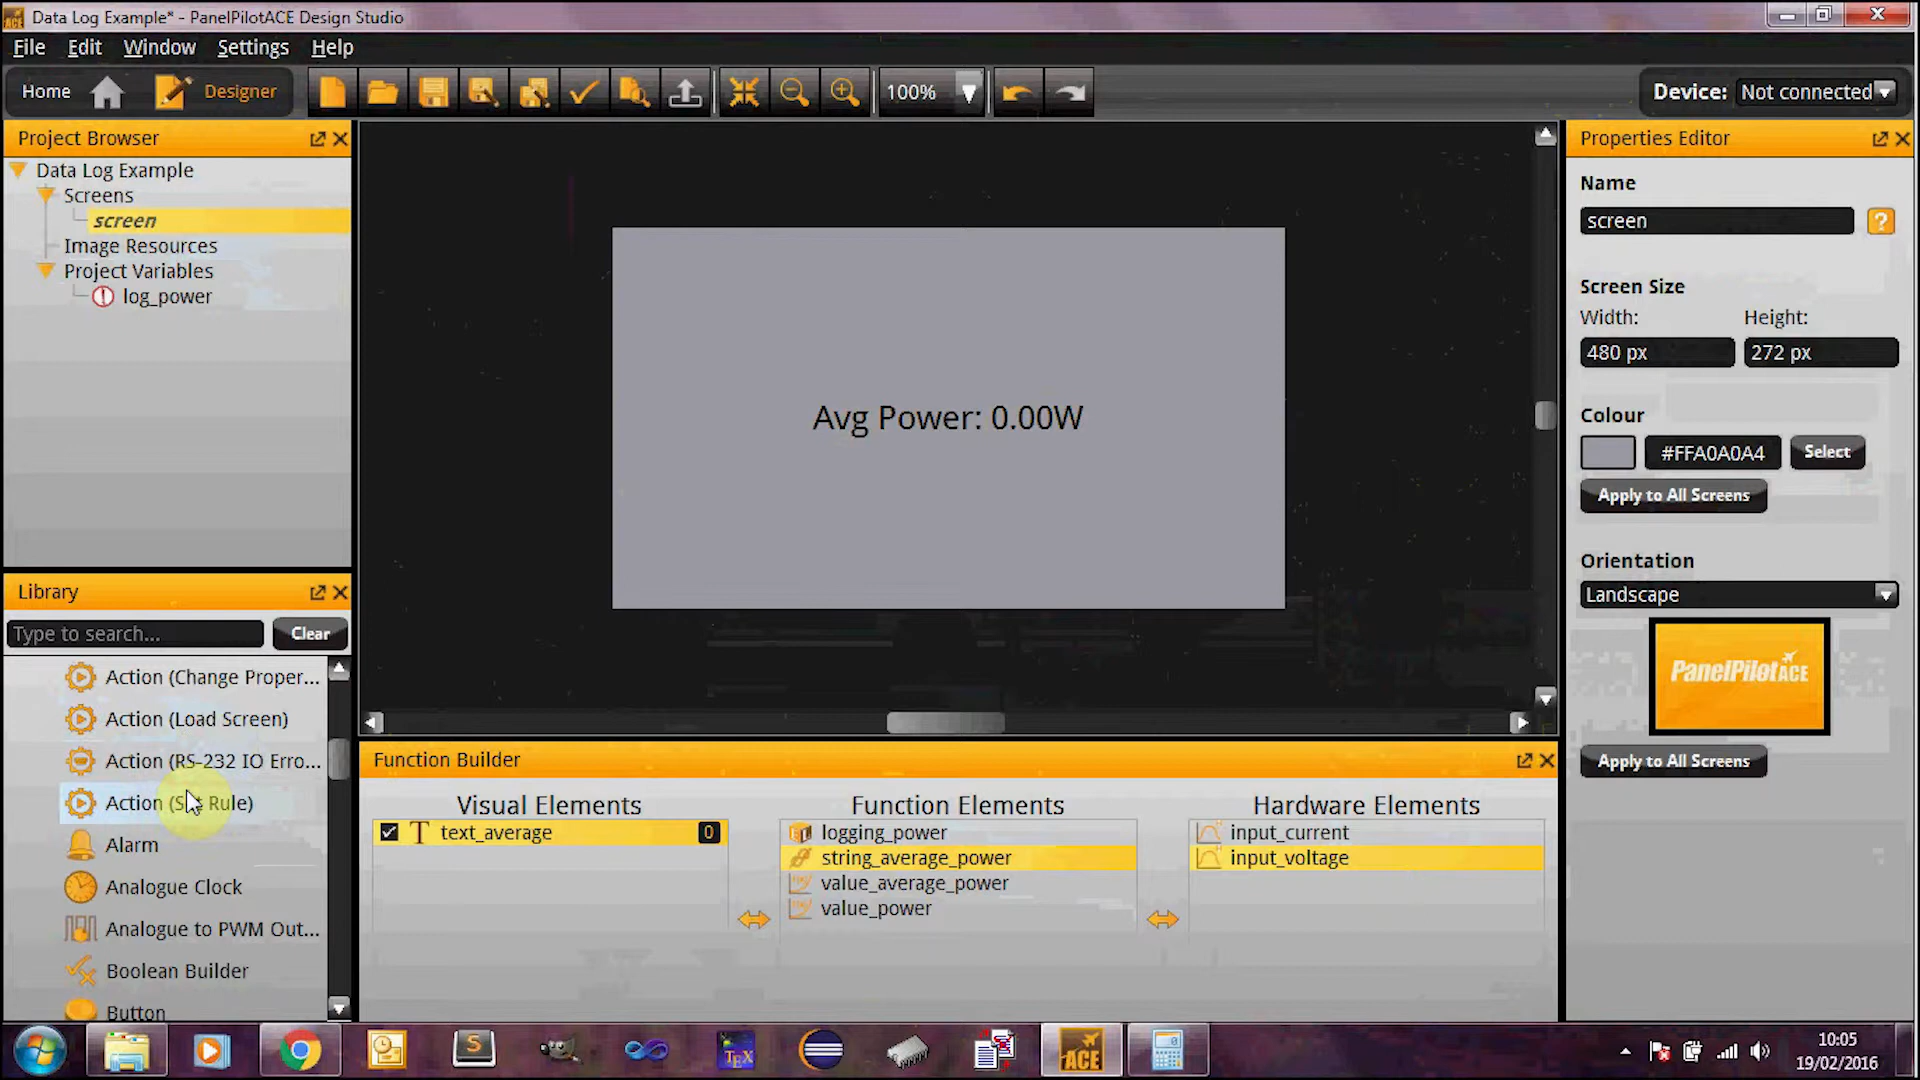 Data Log Example* - PanelPilotACE Design Studio
File Edit Window Settings Help
Home Designer 100% Device: Not connected
Project Browser
Data Log Example
Screens
screen
Image Resources
Project Variables
log_power
Library
Type to search...
Clear
Action (Change Proper...
Action (Load Screen)
Action (RS-232 IO Erro...
Action (S Rule)
Alarm
Analogue Clock
Analogue to PWM Out...
Boolean Builder
Button
Avg Power: 0.00W
Function Builder
Visual Elements
text_average 0
Function Elements
logging_power
string_average_power
value_average_power
value_power
Hardware Elements
input_current
input_voltage
Properties Editor
Name
screen
?
Screen Size
Width: Height:
480 px 272 px
Colour
#FFA0A0A4 Select
Apply to All Screens
Orientation
Landscape
PanelPilotACE
Apply to All Screens
S
TEX
ACE
10:05
19/02/2016